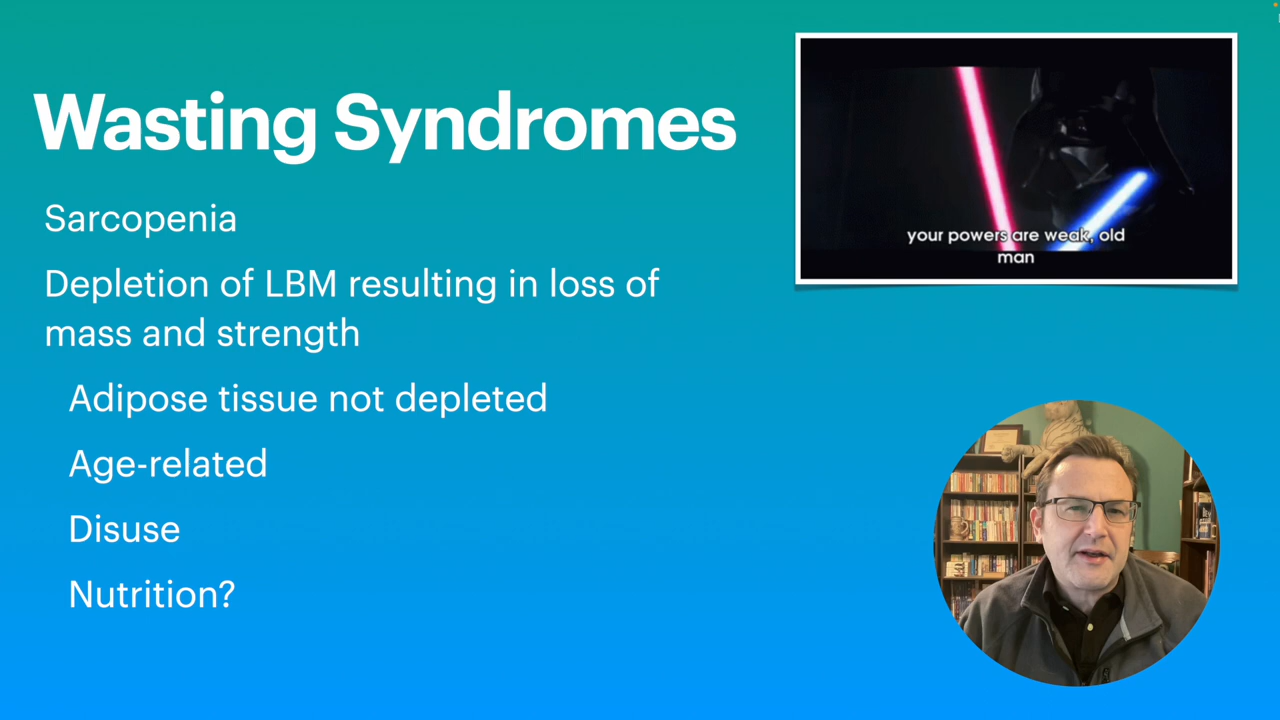 Wasting Syndromes
Sarcopenia
Depletion of LBM resulting in loss of
mass and strength
Adipose tissue not depleted
Age-related
Disuse
Nutrition?
your powers are weak, old
man